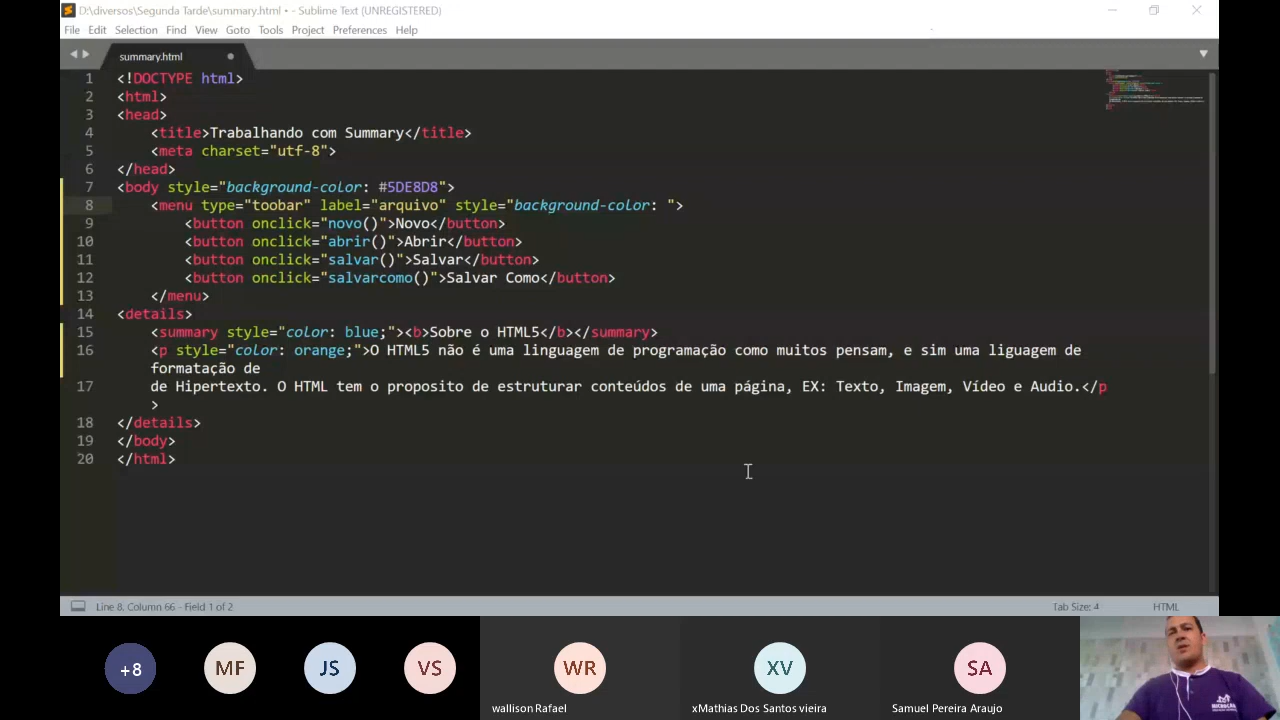 D:\diversos\Segunda Tarde\summary.html • - Sublime Text (UNREGISTERED)
File Edit Selection Find View Goto Tools Project Preferences Help
summary.html
1 <!DOCTYPE html>
2 <html>
3 <head>
4 <title>Trabalhando com Summary</title>
5 <meta charset="utf-8">
6 </head>
7 <body style="background-color: #5DE8D8">
8 <menu type="toobar" label="arquivo" style="background-color: ">
9 <button onclick="novo()">Novo</button>
10 <button onclick="abrir()">Abrir</button>
11 <button onclick="salvar()">Salvar</button>
12 <button onclick="salvarcomo()">Salvar Como</button>
13 </menu>
14 <details>
15 <summary style="color: blue;"><b>Sobre o HTML5</b></summary>
16 <p style="color: orange;">O HTML5 não é uma linguagem de programação como muitos pensam, e sim uma liguagem de
formatação de
17 de Hipertexto. O HTML tem o proposito de estruturar conteúdos de uma página, EX: Texto, Imagem, Vídeo e Audio.</p
>
18 </details>
19 </body>
20 </html>
Line 8, Column 66 - Field 1 of 2 Tab Size: 4 HTML
+8 MF JS VS WR XV SA
wallison Rafael xMathias Dos Santos vieira Samuel Pereira Araujo